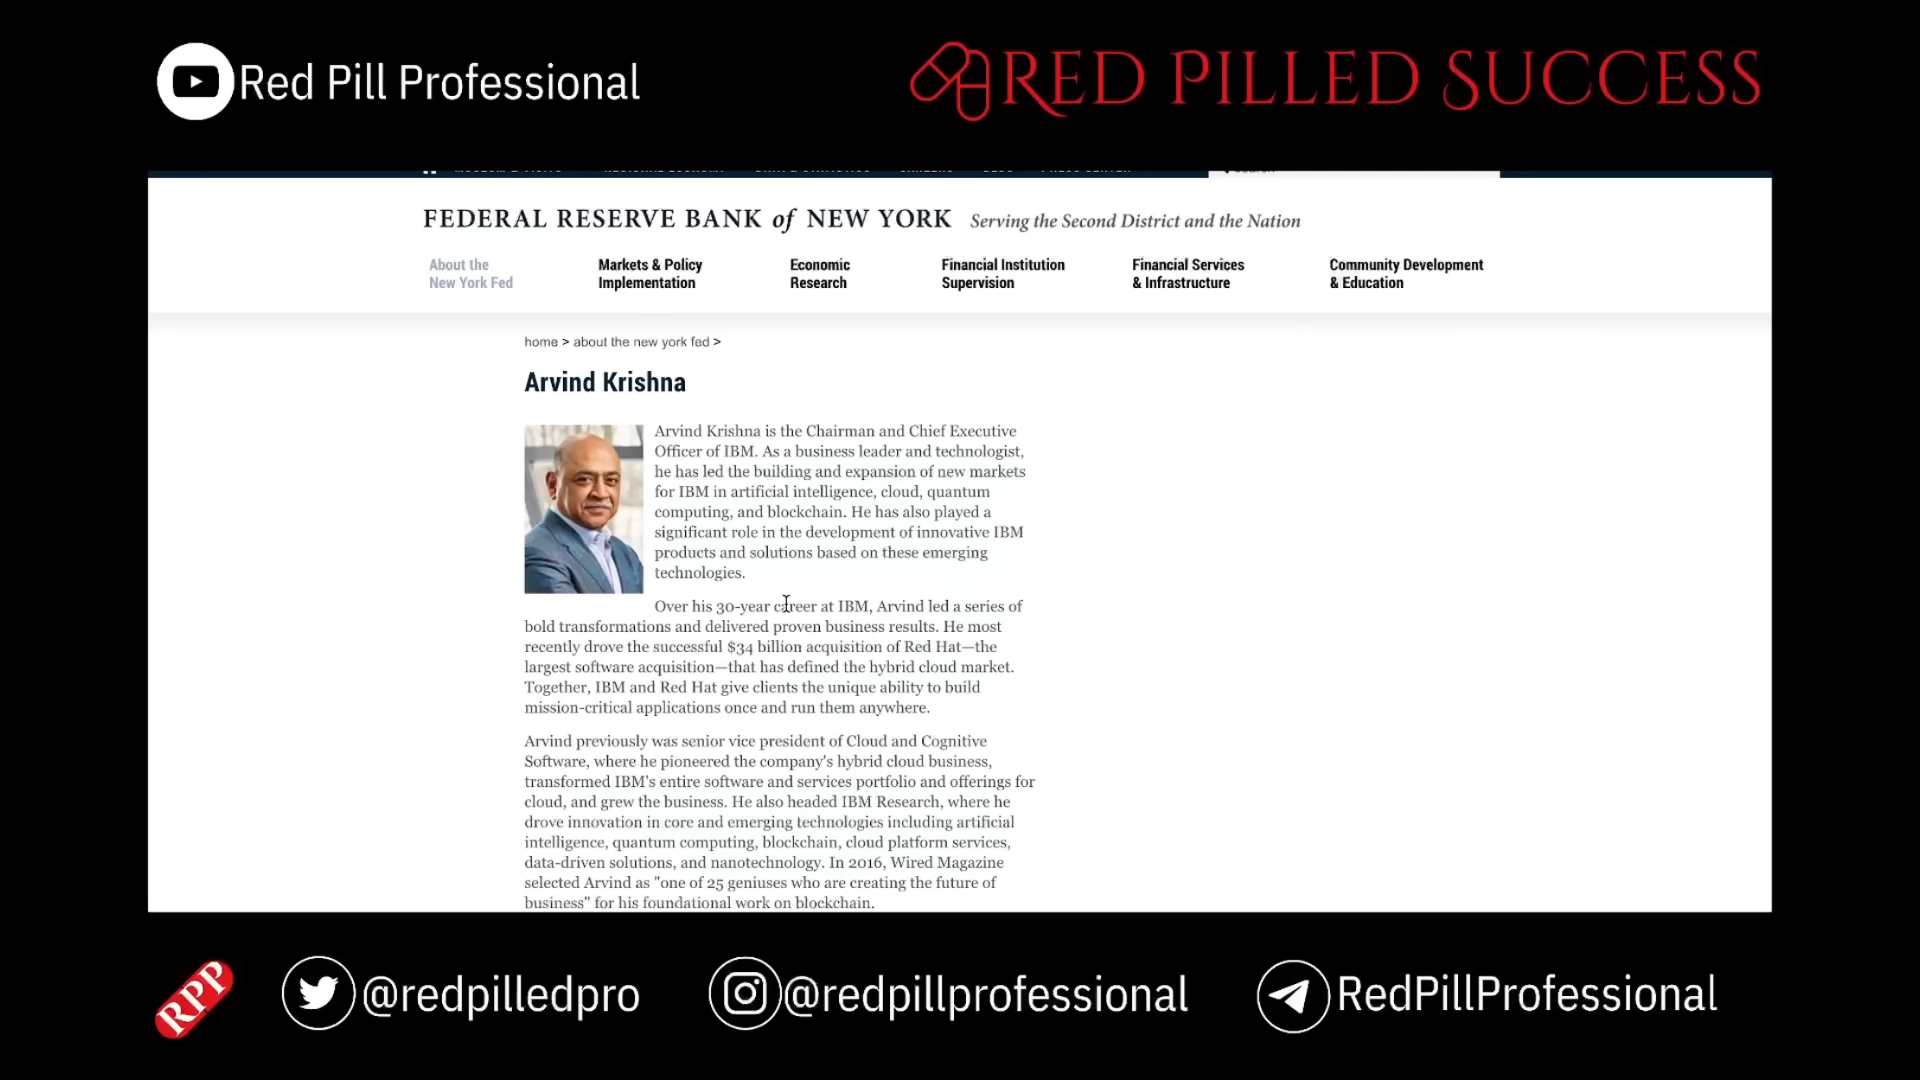 Red Pill Professional
RED PILLED SUCCESS
FEDERAL RESERVE BANK of NEW YORK Serving the Second District and the Nation
About the
New York Fed
Markets & Policy
Implementation
Economic
Research
Financial Institution
Supervision
Financial Services
& Infrastructure
Community Development
& Education
home > about the new york fed >
Arvind Krishna
Arvind Krishna is the Chairman and Chief Executive
Officer of IBM. As a business leader and technologist,
he has led the building and expansion of new markets
for IBM in artificial intelligence, cloud, quantum
computing, and blockchain. He has also played a
significant role in the development of innovative IBM
products and solutions based on these emerging
technologies.
Over his 30-year career at IBM, Arvind led a series of
bold transformations and delivered proven business results. He most
recently drove the successful $34 billion acquisition of Red Hat—the
largest software acquisition—that has defined the hybrid cloud market.
Together, IBM and Red Hat give clients the unique ability to build
mission-critical applications once and run them anywhere.
Arvind previously was senior vice president of Cloud and Cognitive
Software, where he pioneered the company's hybrid cloud business,
transformed IBM's entire software and services portfolio and offerings for
cloud, and grew the business. He also headed IBM Research, where he
drove innovation in core and emerging technologies including artificial
intelligence, quantum computing, blockchain, cloud platform services,
data-driven solutions, and nanotechnology. In 2016, Wired Magazine
selected Arvind as "one of 25 geniuses who are creating the future of
business" for his foundational work on blockchain.
RPP
@redpilledpro
@redpillprofessional
RedPillProfessional